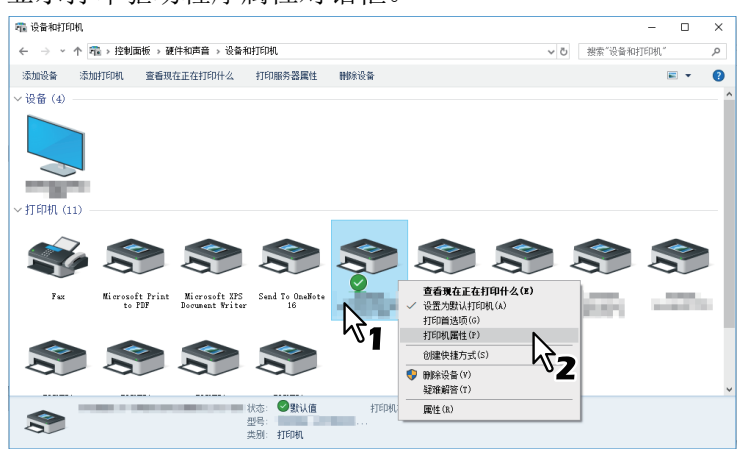 设备和打印机
控制面板 › 硬件和声音 › 设备和打印机
搜索"设备和打印机"
添加设备 添加打印机 查看现在正在打印什么 打印服务器属性 删除设备
设备 (4)
打印机 (11)
Fax
Microsoft Print to PDF
Microsoft XPS Document Writer
Send To OneNote 16
1
查看现在正在打印什么(E)
设置为默认打印机(A)
打印首选项(G)
打印机属性(P)
2
创建快捷方式(S)
删除设备(V)
疑难解答(T)
属性(R)
状态: 默认值 打印机
型号:
类别: 打印机